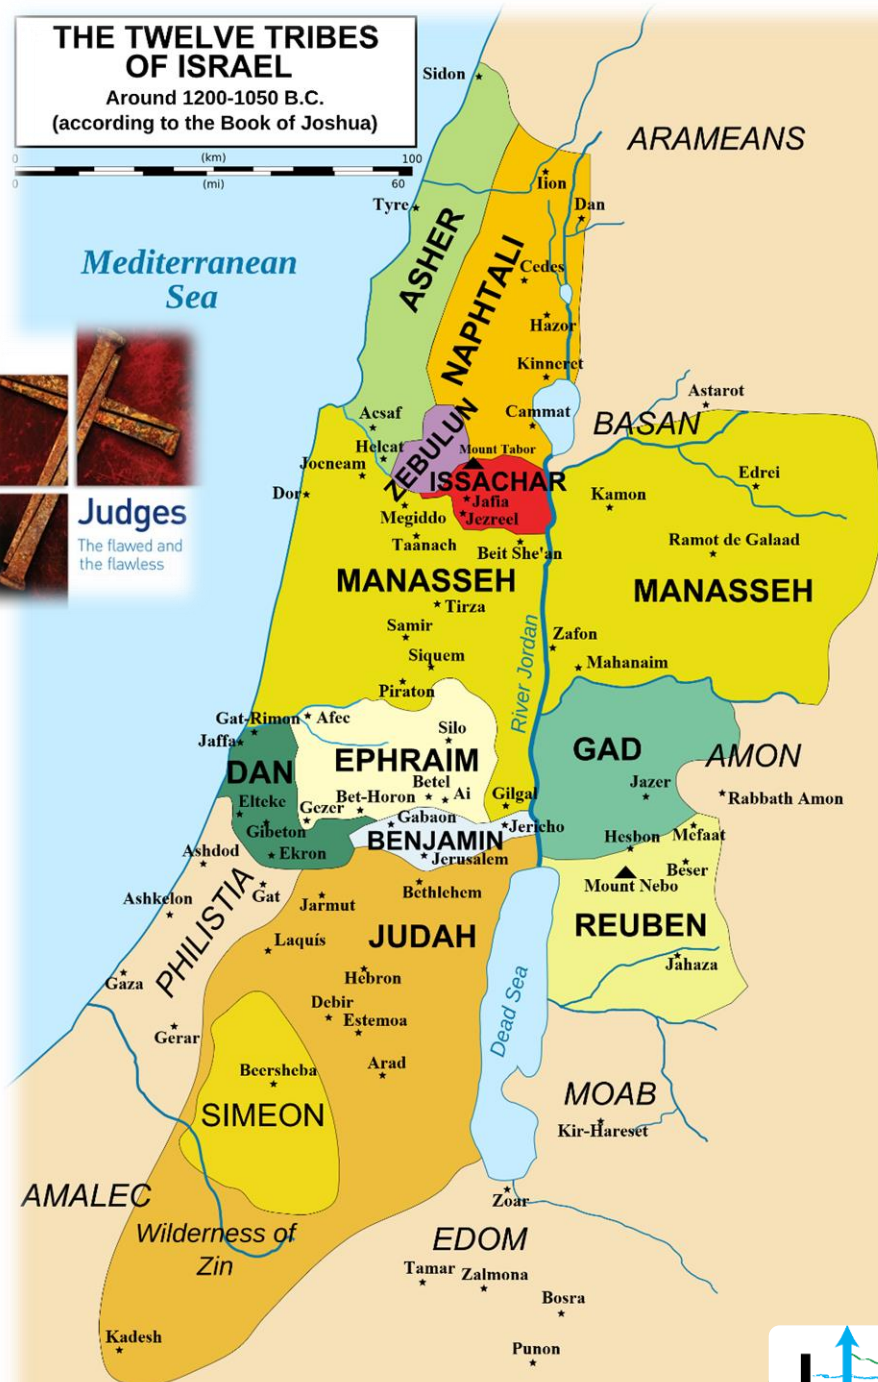 THE TWELVE TRIBES
OF ISRAEL
Around 1200-1050 B.C.
(according to the Book of Joshua)
0 (km) 100
0 (mi) 60
Sidon
ARAMEANS
Iion
Dan
Tyre
ASHER
Mediterranean
Sea
NAPHTALI
Cedes
Hazor
Kinneret
Astarot
Acsaf
Cammat
BASAN
Helcat
ZEBULUN
Mount Tabor
Jocneam
ISSACHAR
Edrei
Dor
Jafia
Kamon
Megiddo
Jezreel
Judges
The flawed and
the flawless
Taanach
Beit She'an
Ramot de Galaad
MANASSEH
MANASSEH
Tirza
Samir
River Jordan
Zafon
Siquem
Mahanaim
Piraton
Gat-Rimon
Afec
Silo
Jaffa
DAN
EPHRAIM
GAD
AMON
Betel
Jazer
Elteke
Gezer
Bet-Horon
Ai
Gilgal
Rabbath Amon
Gabaon
Gibeton
BENJAMIN
Jericho
Hesbon
Mefaat
Ashdod
Ekron
Jerusalem
Beser
Gat
Bethlehem
Mount Nebo
Ashkelon
Jarmut
PHILISTIA
JUDAH
REUBEN
Laquís
Jahaza
Gaza
Hebron
Dead Sea
Debir
Estemoa
Gerar
Arad
Beersheba
MOAB
SIMEON
Kir-Hareset
AMALEC
Zoar
Wilderness of
Zin
EDOM
Tamar
Zalmona
Bosra
Kadesh
Punon